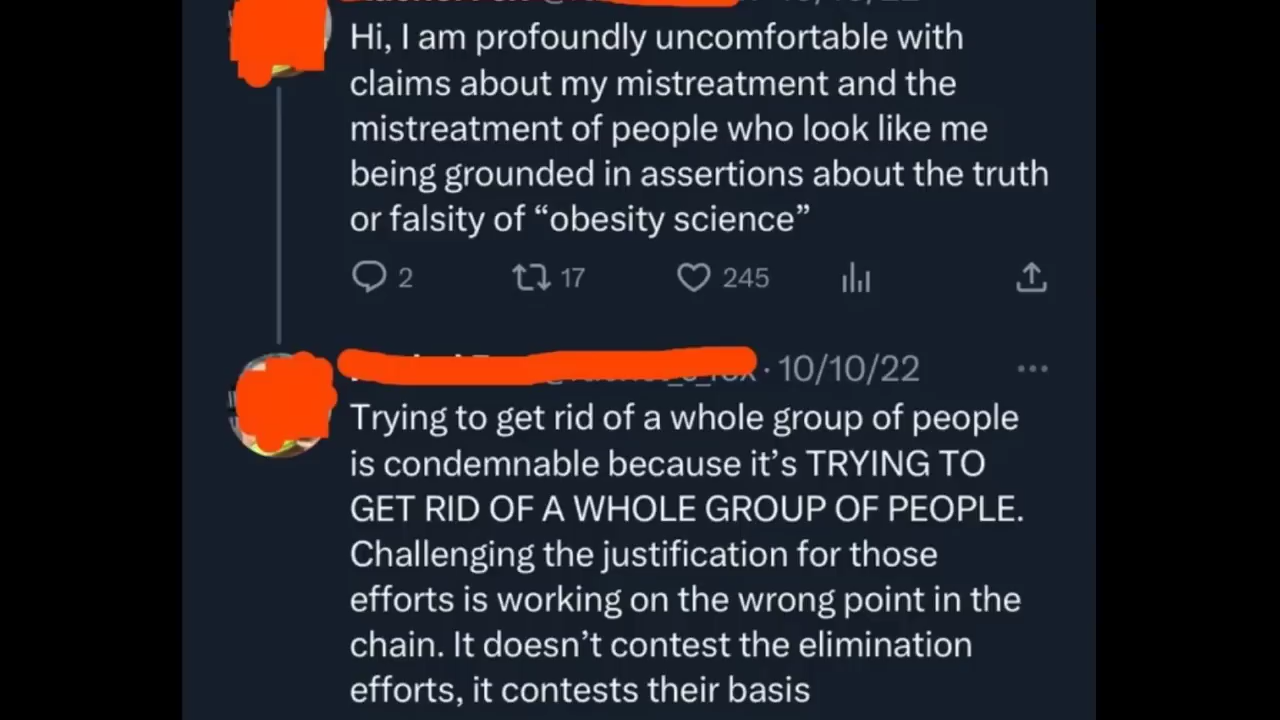 Hi, I am profoundly uncomfortable with
claims about my mistreatment and the
mistreatment of people who look like me
being grounded in assertions about the truth
or falsity of “obesity science”
2 17 245
· 10/10/22 ···
Trying to get rid of a whole group of people
is condemnable because it’s TRYING TO
GET RID OF A WHOLE GROUP OF PEOPLE.
Challenging the justification for those
efforts is working on the wrong point in the
chain. It doesn’t contest the elimination
efforts, it contests their basis